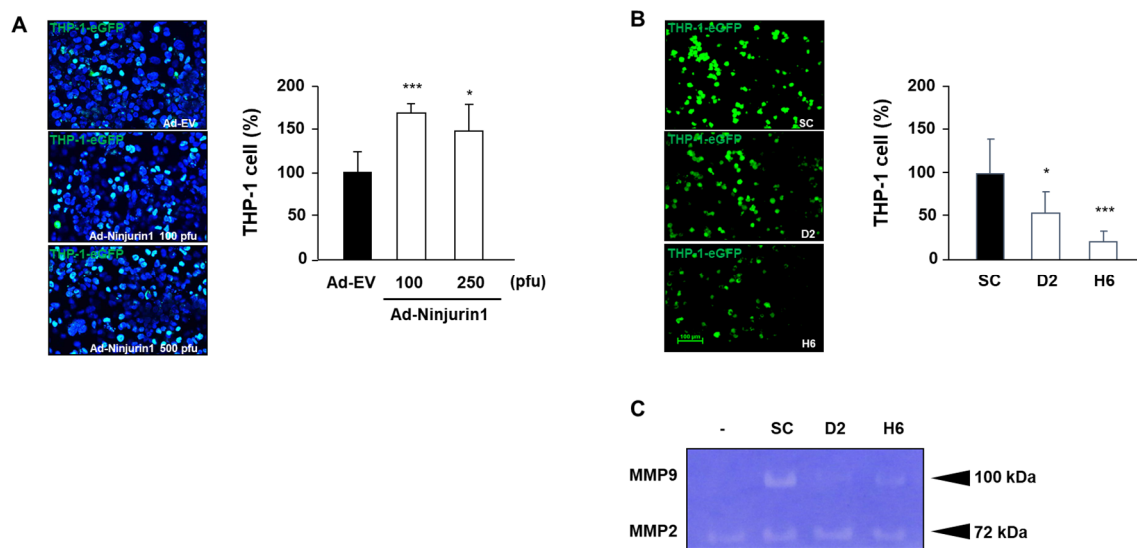 A
THP-1-eGFP
Ad-EV
THP-1-eGFP
Ad-Ninjurin1 100 pfu
THP-1-eGFP
Ad-Ninjurin1 500 pfu
THP-1 cell (%)
200
150
100
50
0
***
*
Ad-EV 100 250 (pfu)
Ad-Ninjurin1
B
THP-1-eGFP
SC
THP-1-eGFP
D2
THP-1-eGFP
100 μm
H6
THP-1 cell (%)
200
150
100
50
0
*
***
SC D2 H6
C
- SC D2 H6
MMP9 100 kDa
MMP2 72 kDa